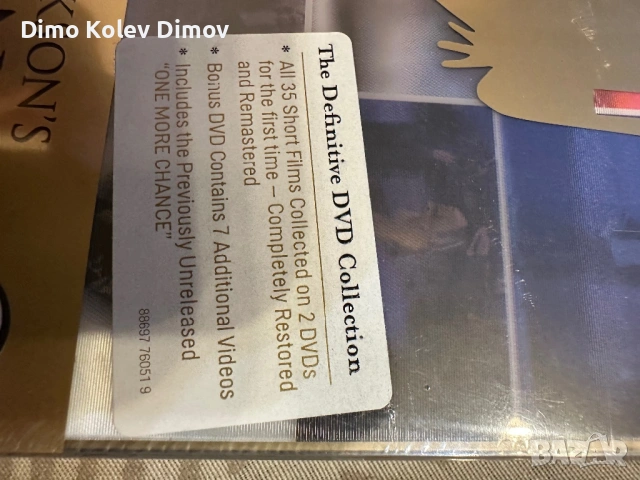 Dimo Kolev Dimov
KSON'S
The Definitive DVD Collection
* All 35 Short Films Collected on 2 DVDs
for the first time – Completely Restored
and Remastered
* Bonus DVD Contains 7 Additional Videos
* Includes the Previously Unreleased
"ONE MORE CHANCE"
88697 76051 9
BAZAR